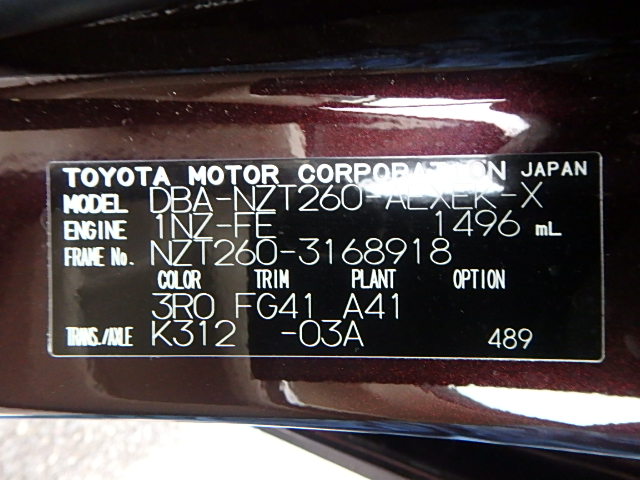 TOYOTA MOTOR CORPORATION JAPAN
MODEL DBA-NZT260-AEXEK-X
ENGINE 1NZ-FE 1496 mL
FRAME No. NZT260-3168918
COLOR TRIM PLANT OPTION
3R0 FG41 A41
TRANS./AXLE K312 -03A 489